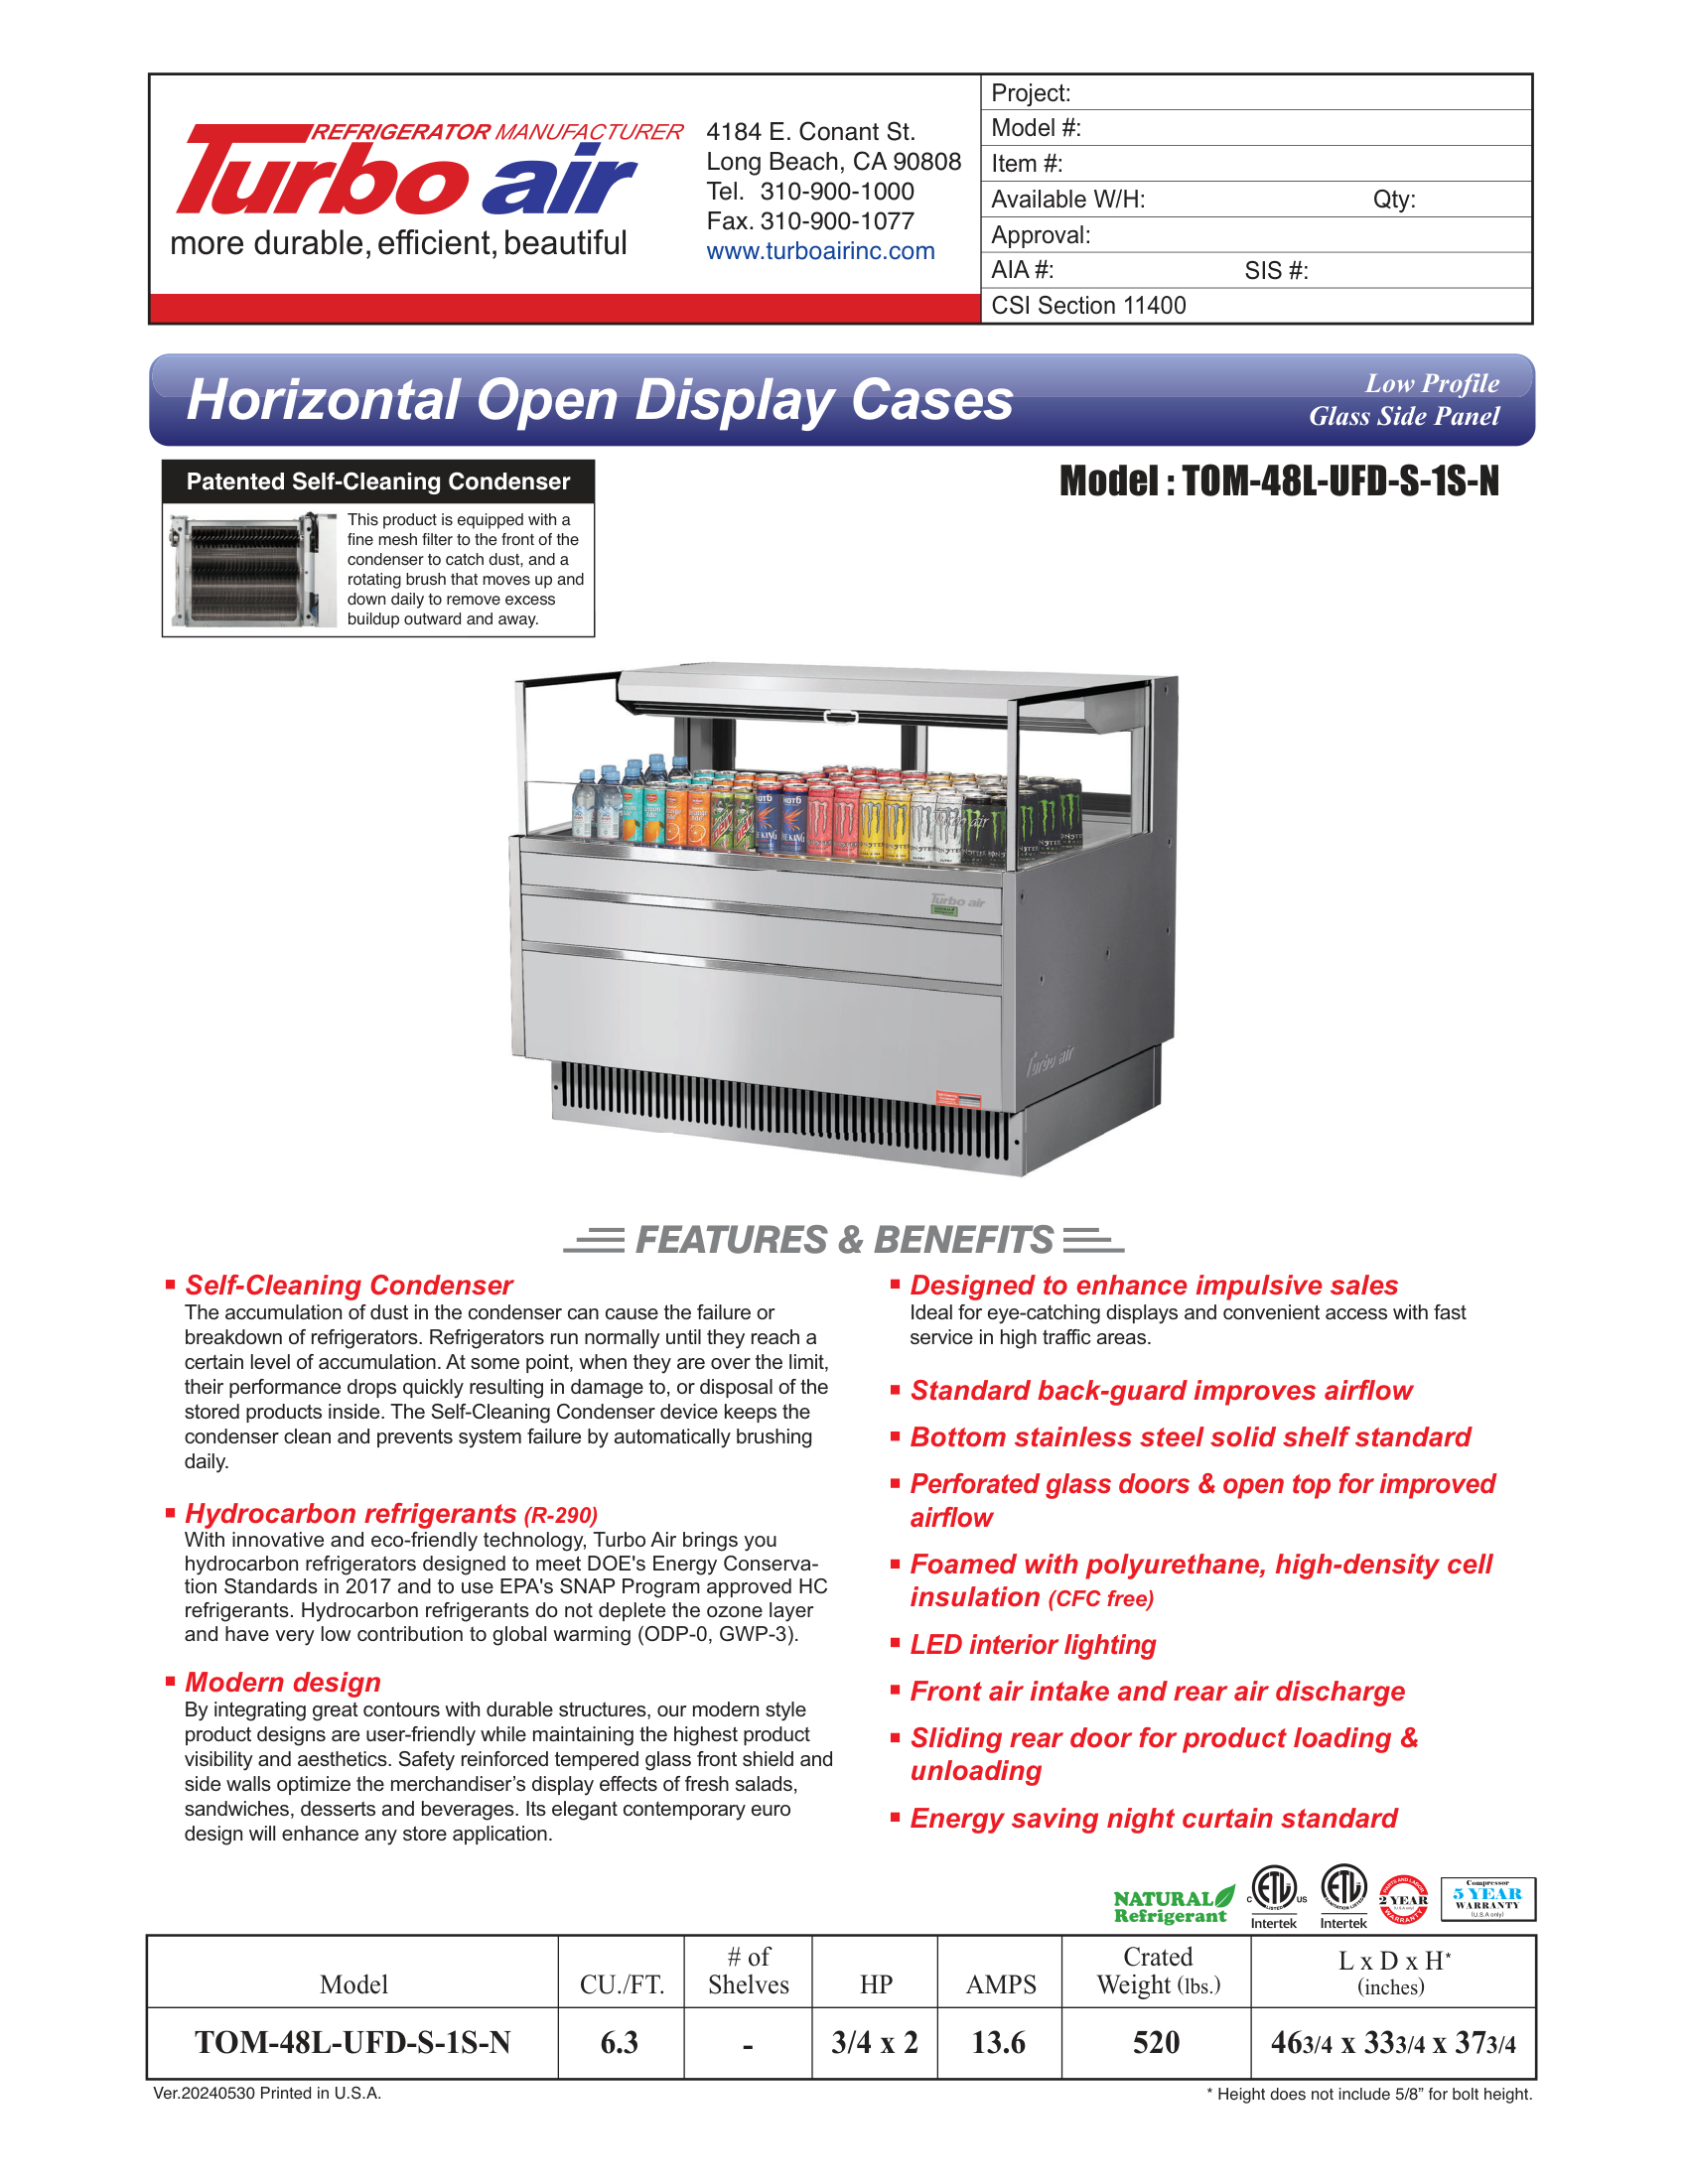 REFRIGERATOR MANUFACTURER
Turbo air
more durable, efficient, beautiful
4184 E. Conant St.
Long Beach, CA 90808
Tel. 310-900-1000
Fax. 310-900-1077
www.turboairinc.com
Project:
Model #:
Item #:
Available W/H: Qty:
Approval:
AIA #: SIS #:
CSI Section 11400
Horizontal Open Display Cases
Low Profile
Glass Side Panel
Patented Self-Cleaning Condenser
This product is equipped with a
fine mesh filter to the front of the
condenser to catch dust, and a
rotating brush that moves up and
down daily to remove excess
buildup outward and away.
Model : TOM-48L-UFD-S-1S-N
Turbo air
Turbo air
FEATURES & BENEFITS
Self-Cleaning Condenser
The accumulation of dust in the condenser can cause the failure or
breakdown of refrigerators. Refrigerators run normally until they reach a
certain level of accumulation. At some point, when they are over the limit,
their performance drops quickly resulting in damage to, or disposal of the
stored products inside. The Self-Cleaning Condenser device keeps the
condenser clean and prevents system failure by automatically brushing
daily.
Hydrocarbon refrigerants (R-290)
With innovative and eco-friendly technology, Turbo Air brings you
hydrocarbon refrigerators designed to meet DOE's Energy Conserva-
tion Standards in 2017 and to use EPA's SNAP Program approved HC
refrigerants. Hydrocarbon refrigerants do not deplete the ozone layer
and have very low contribution to global warming (ODP-0, GWP-3).
Modern design
By integrating great contours with durable structures, our modern style
product designs are user-friendly while maintaining the highest product
visibility and aesthetics. Safety reinforced tempered glass front shield and
side walls optimize the merchandiser’s display effects of fresh salads,
sandwiches, desserts and beverages. Its elegant contemporary euro
design will enhance any store application.
Designed to enhance impulsive sales
Ideal for eye-catching displays and convenient access with fast
service in high traffic areas.
Standard back-guard improves airflow
Bottom stainless steel solid shelf standard
Perforated glass doors & open top for improved
airflow
Foamed with polyurethane, high-density cell
insulation (CFC free)
LED interior lighting
Front air intake and rear air discharge
Sliding rear door for product loading &
unloading
Energy saving night curtain standard
NATURAL
Refrigerant
C ETL US
LISTED
Intertek
ETL
SANITATION LISTED
Intertek
PARTS AND LABOR
2 YEAR
(U.S.A only)
WARRANTY
Compressor
5 YEAR
WARRANTY
(U.S.A only)
Model CU./FT. # of Shelves HP AMPS Crated Weight (lbs.) L x D x H* (inches)
TOM-48L-UFD-S-1S-N 6.3 - 3/4 x 2 13.6 520 463/4 x 333/4 x 373/4
Ver.20240530 Printed in U.S.A.
* Height does not include 5/8” for bolt height.